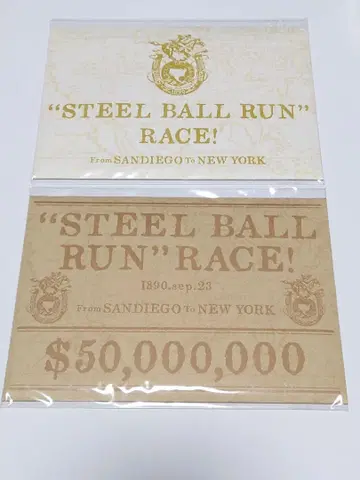 “STEEL BALL RUN”
RACE!
From SANDIEGO To NEW YORK
“STEEL BALL
RUN” RACE!
1890.sep.23
From SANDIEGO To NEW YORK
$50,000,000